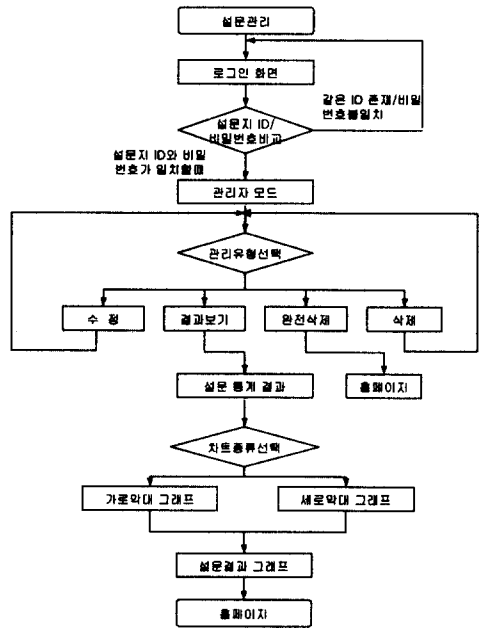 설문관리
로그인 화면
같은 ID 존재/비밀
번호불일치
설문지 ID/
비밀번호비교
설문지 ID와 비밀
번호가 일치할때
관리자 모드
관리유형선택
수 정
결과보기
완전삭제
삭제
설문 통계 결과
홈페이지
차트종류선택
가로막대 그래프
세로막대 그래프
설문결과 그래프
홈페이지